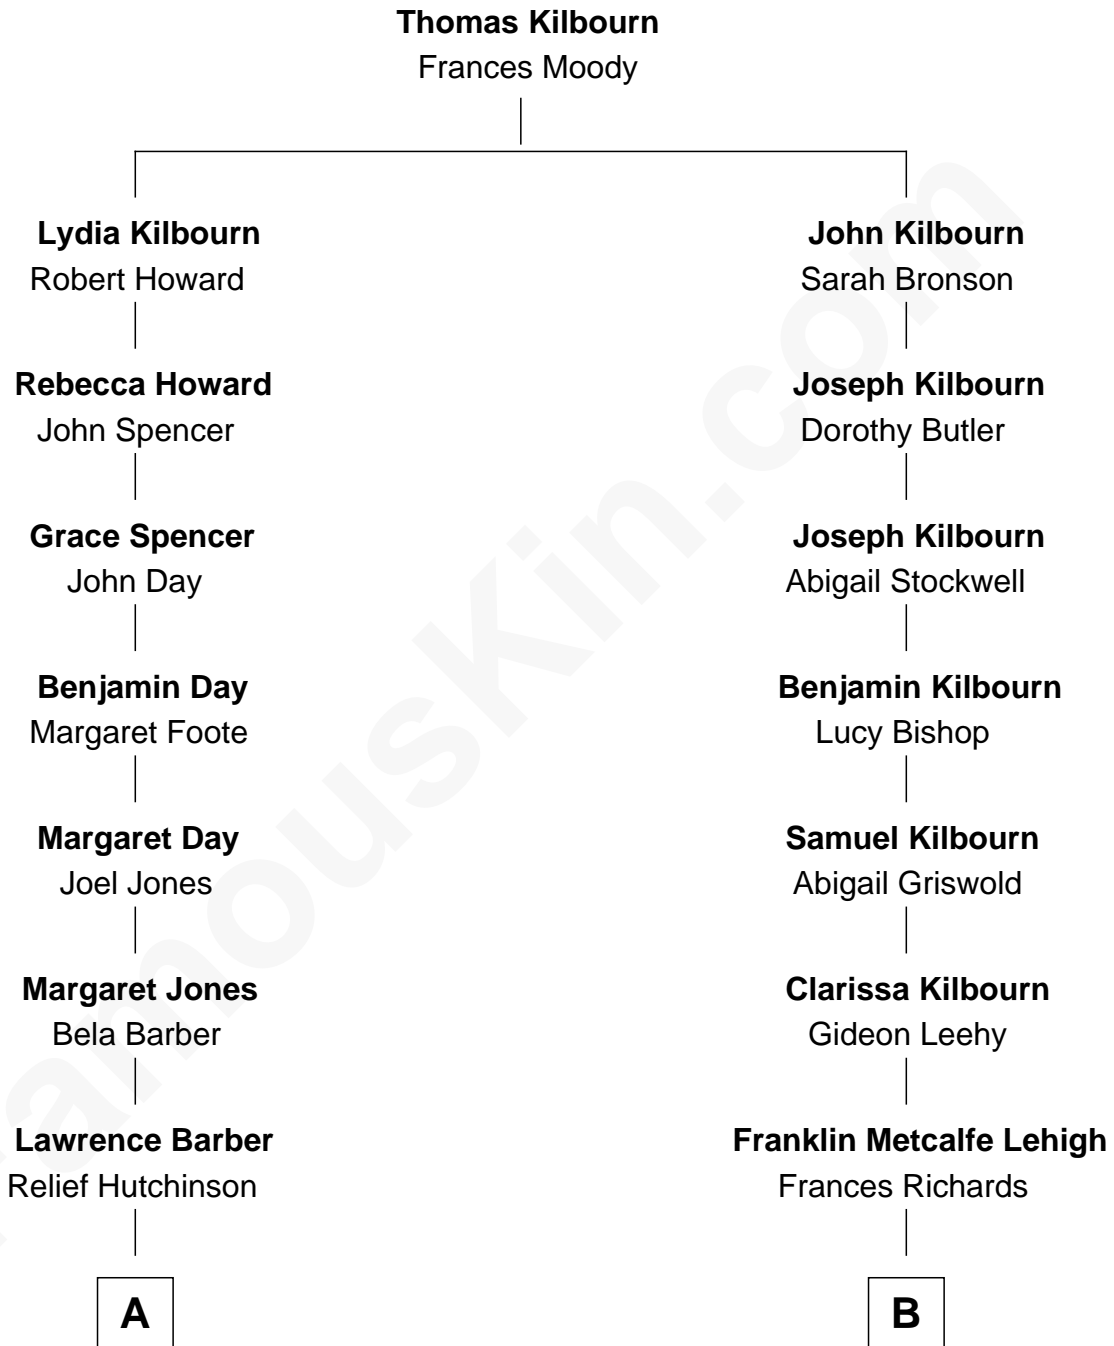 Thomas Kilbourn
Frances Moody
Lydia Kilbourn
Robert Howard
John Kilbourn
Sarah Bronson
Rebecca Howard
John Spencer
Joseph Kilbourn
Dorothy Butler
Grace Spencer
John Day
Joseph Kilbourn
Abigail Stockwell
Benjamin Day
Margaret Foote
Benjamin Kilbourn
Lucy Bishop
Margaret Day
Joel Jones
Samuel Kilbourn
Abigail Griswold
Margaret Jones
Bela Barber
Clarissa Kilbourn
Gideon Leehy
Lawrence Barber
Relief Hutchinson
Franklin Metcalfe Lehigh
Frances Richards
A
B
FamousKin.com